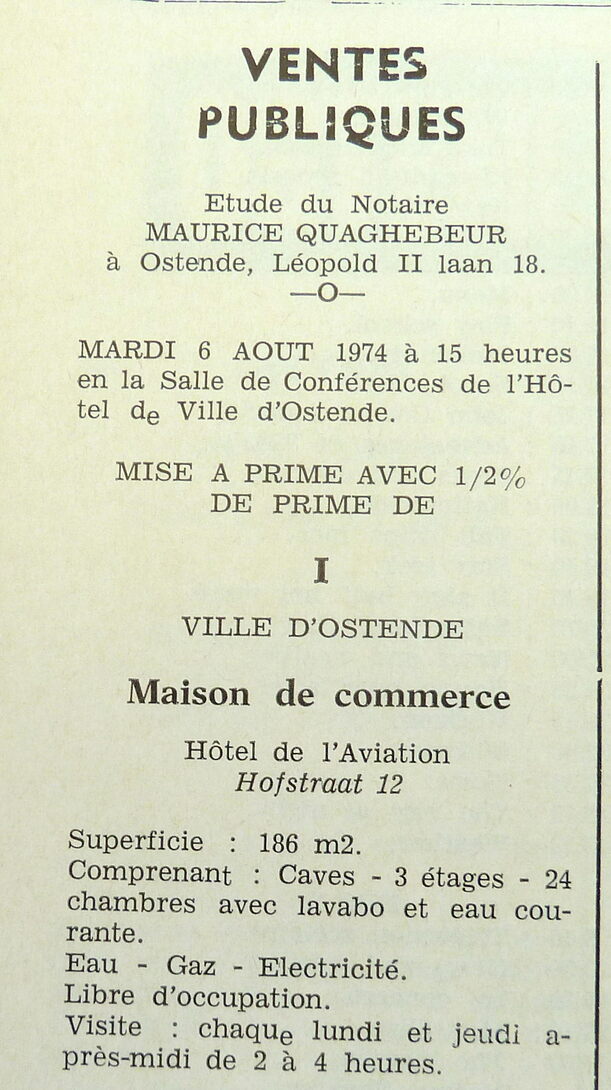 VENTES
PUBLIQUES
Etude du Notaire
MAURICE QUAGHEBEUR
à Ostende, Léopold II laan 18.
—O—
MARDI 6 AOUT 1974 à 15 heures
en la Salle de Conférences de l'Hô-
tel de Ville d'Ostende.
MISE A PRIME AVEC 1/2%
DE PRIME DE
I
VILLE D'OSTENDE
Maison de commerce
Hôtel de l'Aviation
Hofstraat 12
Superficie : 186 m2.
Comprenant : Caves - 3 étages - 24
chambres avec lavabo et eau cou-
rante.
Eau - Gaz - Electricité.
Libre d'occupation.
Visite : chaque lundi et jeudi a-
près-midi de 2 à 4 heures.